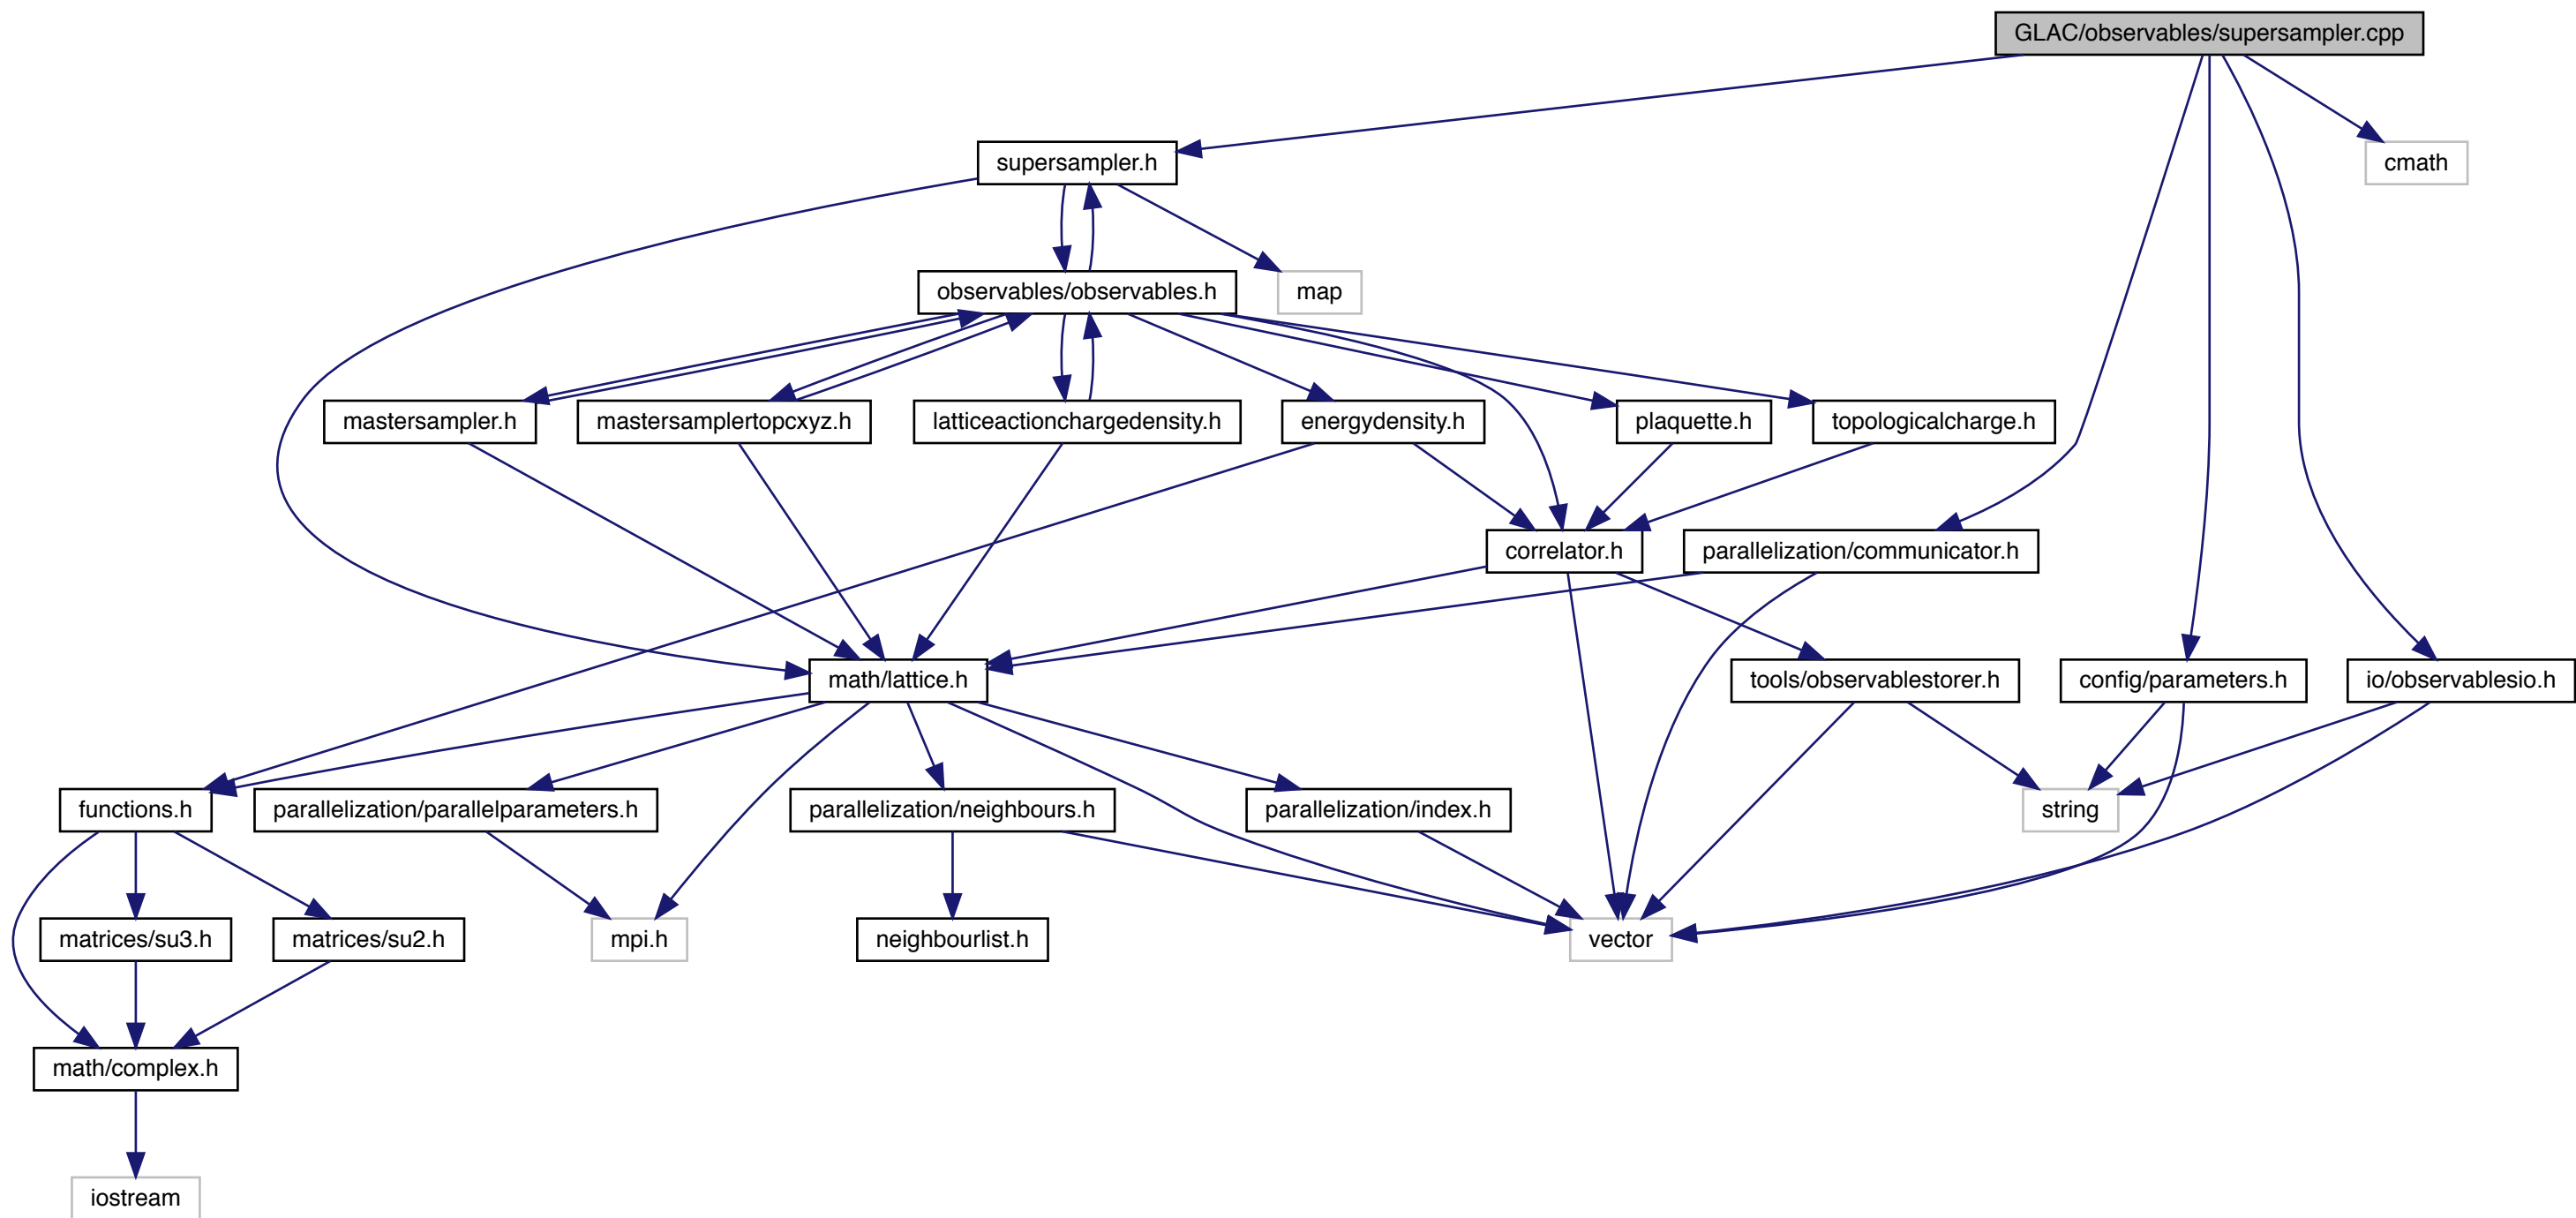 GLAC/observables/supersampler.cpp
supersampler.h
cmath
observables/observables.h
map
mastersampler.h
mastersamplertopcxyz.h
latticeactionchargedensity.h
energydensity.h
plaquette.h
topologicalcharge.h
correlator.h
parallelization/communicator.h
math/lattice.h
tools/observablestorer.h
config/parameters.h
io/observablesio.h
functions.h
parallelization/parallelparameters.h
parallelization/neighbours.h
parallelization/index.h
string
matrices/su3.h
matrices/su2.h
mpi.h
neighbourlist.h
vector
math/complex.h
iostream